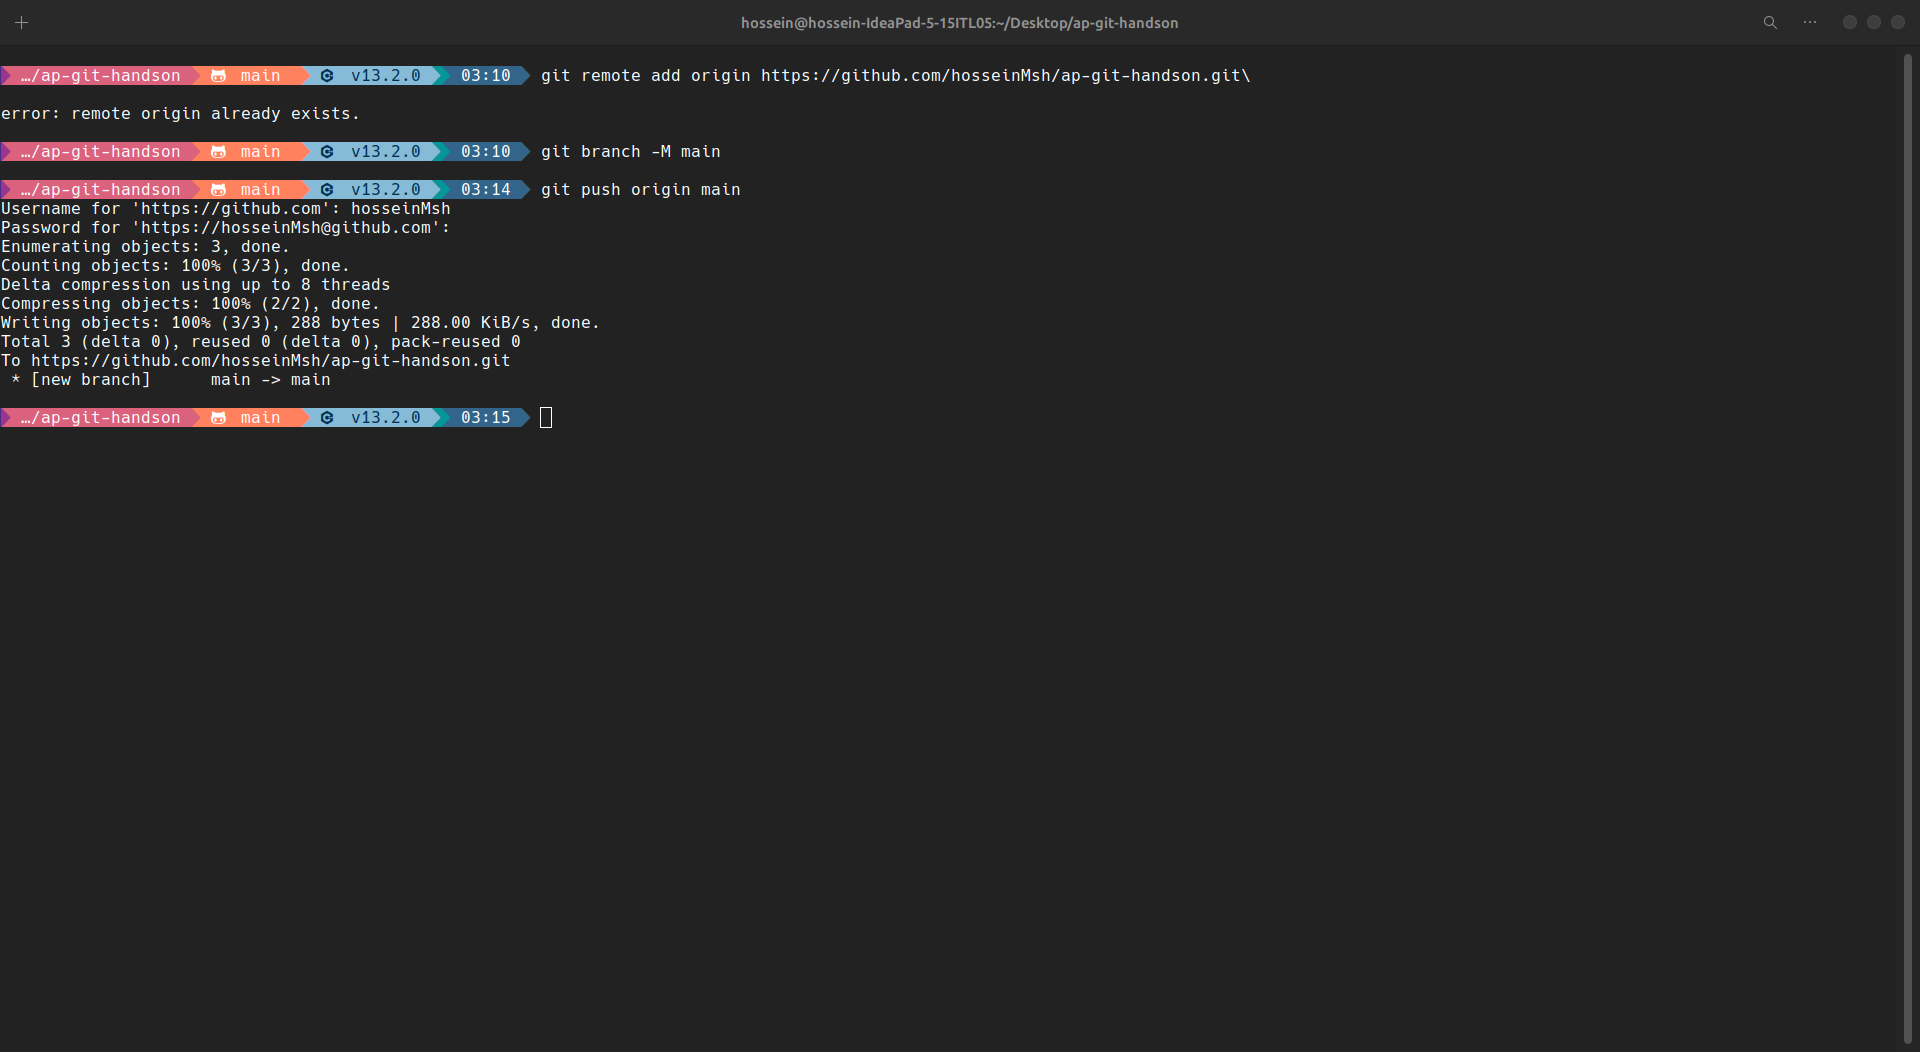 hossein@hossein-IdeaPad-5-15ITL05:~/Desktop/ap-git-handson
…/ap-git-handson main v13.2.0 03:10 git remote add origin https://github.com/hosseinMsh/ap-git-handson.git\
error: remote origin already exists.
…/ap-git-handson main v13.2.0 03:10 git branch -M main
…/ap-git-handson main v13.2.0 03:14 git push origin main
Username for 'https://github.com': hosseinMsh
Password for 'https://hosseinMsh@github.com':
Enumerating objects: 3, done.
Counting objects: 100% (3/3), done.
Delta compression using up to 8 threads
Compressing objects: 100% (2/2), done.
Writing objects: 100% (3/3), 288 bytes | 288.00 KiB/s, done.
Total 3 (delta 0), reused 0 (delta 0), pack-reused 0
To https://github.com/hosseinMsh/ap-git-handson.git
 * [new branch]      main -> main
…/ap-git-handson main v13.2.0 03:15